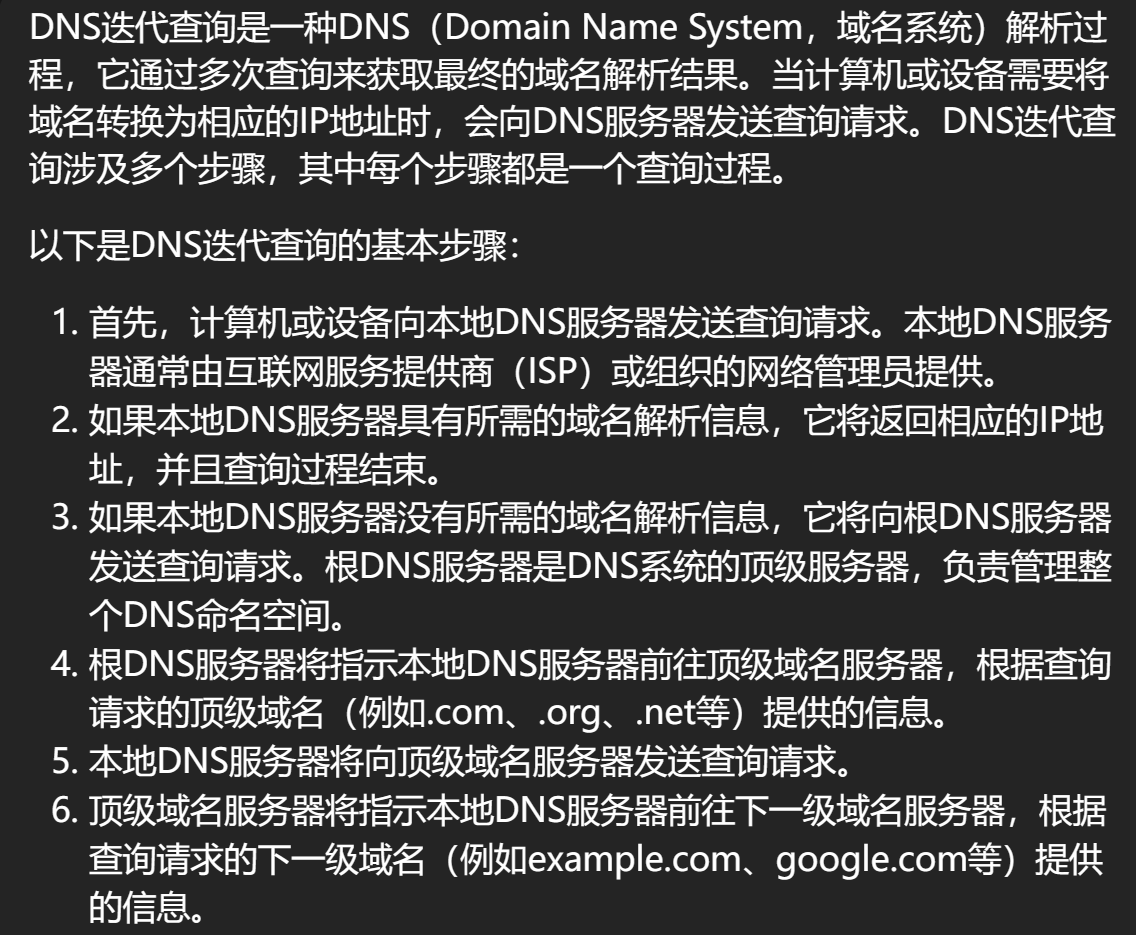 DNS迭代查询是一种DNS（Domain Name System，域名系统）解析过
程，它通过多次查询来获取最终的域名解析结果。当计算机或设备需要将
域名转换为相应的IP地址时，会向DNS服务器发送查询请求。DNS迭代查
询涉及多个步骤，其中每个步骤都是一个查询过程。
以下是DNS迭代查询的基本步骤：
1. 首先，计算机或设备向本地DNS服务器发送查询请求。本地DNS服务
器通常由互联网服务提供商（ISP）或组织的网络管理员提供。
2. 如果本地DNS服务器具有所需的域名解析信息，它将返回相应的IP地
址，并且查询过程结束。
3. 如果本地DNS服务器没有所需的域名解析信息，它将向根DNS服务器
发送查询请求。根DNS服务器是DNS系统的顶级服务器，负责管理整
个DNS命名空间。
4. 根DNS服务器将指示本地DNS服务器前往顶级域名服务器，根据查询
请求的顶级域名（例如.com、.org、.net等）提供的信息。
5. 本地DNS服务器将向顶级域名服务器发送查询请求。
6. 顶级域名服务器将指示本地DNS服务器前往下一级域名服务器，根据
查询请求的下一级域名（例如example.com、google.com等）提供
的信息。